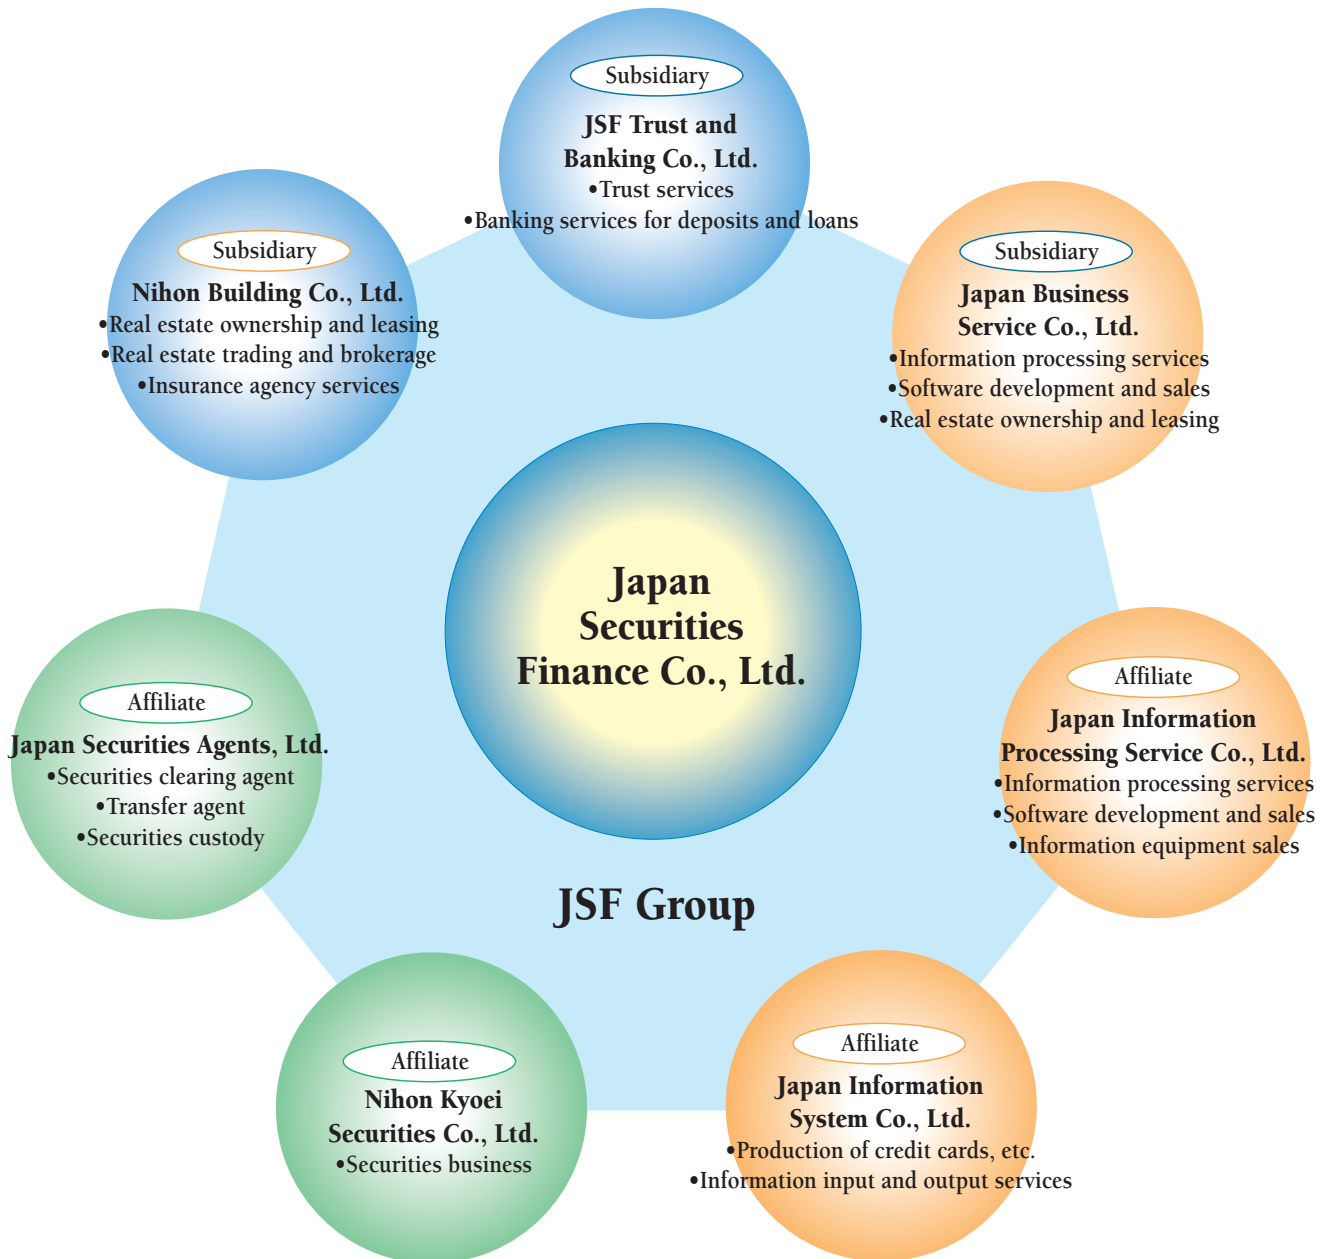 Subsidiary
JSF Trust and
Banking Co., Ltd.
•Trust services
•Banking services for deposits and loans
Subsidiary
Nihon Building Co., Ltd.
•Real estate ownership and leasing
•Real estate trading and brokerage
•Insurance agency services
Subsidiary
Japan Business
Service Co., Ltd.
•Information processing services
•Software development and sales
•Real estate ownership and leasing
Japan
Securities
Finance Co., Ltd.
Affiliate
Japan Securities Agents, Ltd.
•Securities clearing agent
•Transfer agent
•Securities custody
Affiliate
Japan Information
Processing Service Co., Ltd.
•Information processing services
•Software development and sales
•Information equipment sales
JSF Group
Affiliate
Nihon Kyoei
Securities Co., Ltd.
•Securities business
Affiliate
Japan Information
System Co., Ltd.
•Production of credit cards, etc.
•Information input and output services